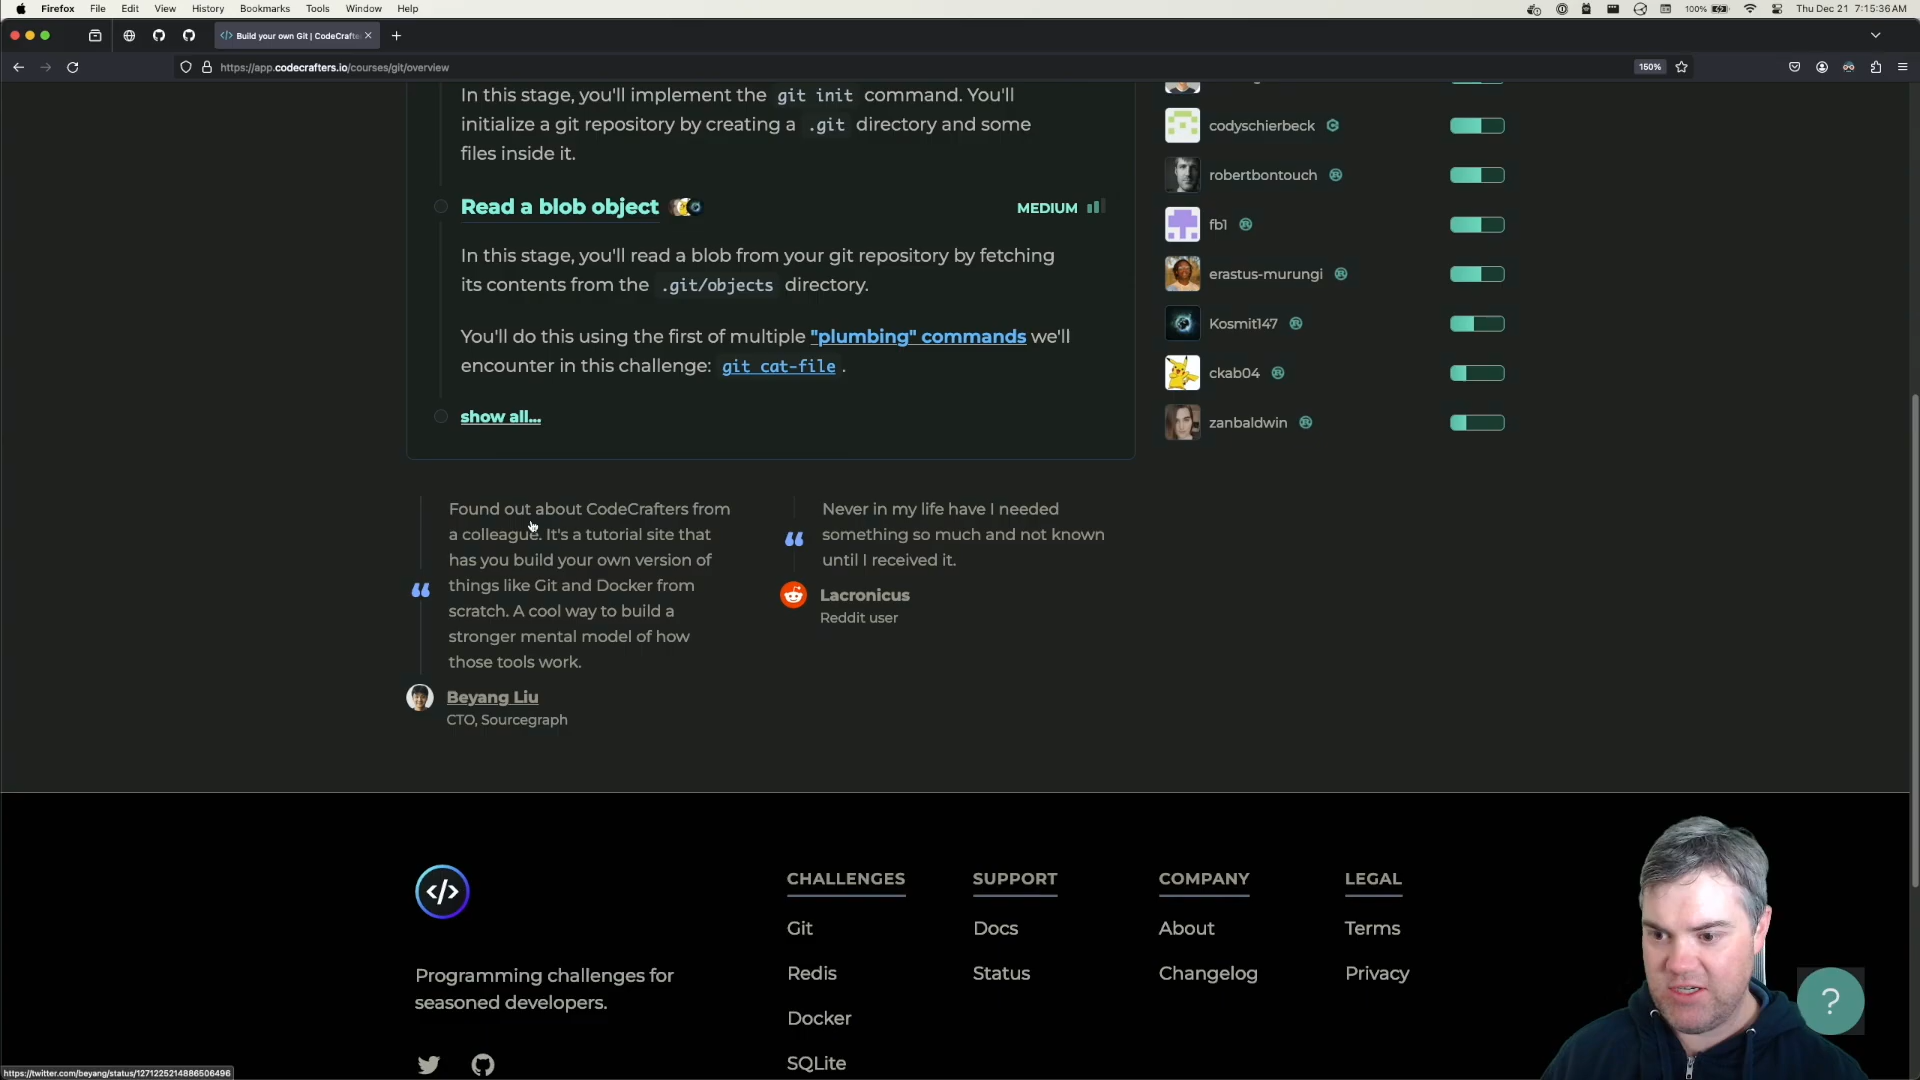 Firefox File Edit View History Bookmarks Tools Window Help
100%
Thu Dec 21 7:15:36 AM
</> Build your own Git | CodeCrafte
https://app.codecrafters.io/courses/git/overview
150%
In this stage, you'll implement the git init command. You'll
initialize a git repository by creating a .git directory and some
files inside it.
Read a blob object
MEDIUM
In this stage, you'll read a blob from your git repository by fetching
its contents from the .git/objects directory.
You'll do this using the first of multiple "plumbing" commands we'll
encounter in this challenge: git cat-file .
show all...
codyschierbeck
robertbontouch
fb1
erastus-murungi
Kosmit147
ckab04
zanbaldwin
Found out about CodeCrafters from
a colleague. It's a tutorial site that
has you build your own version of
things like Git and Docker from
scratch. A cool way to build a
stronger mental model of how
those tools work.
Beyang Liu
CTO, Sourcegraph
Never in my life have I needed
something so much and not known
until I received it.
Lacronicus
Reddit user
</>
Programming challenges for
seasoned developers.
CHALLENGES
Git
Redis
Docker
SQLite
SUPPORT
Docs
Status
COMPANY
About
Changelog
LEGAL
Terms
Privacy
?
https://twitter.com/beyang/status/1271225214886506496